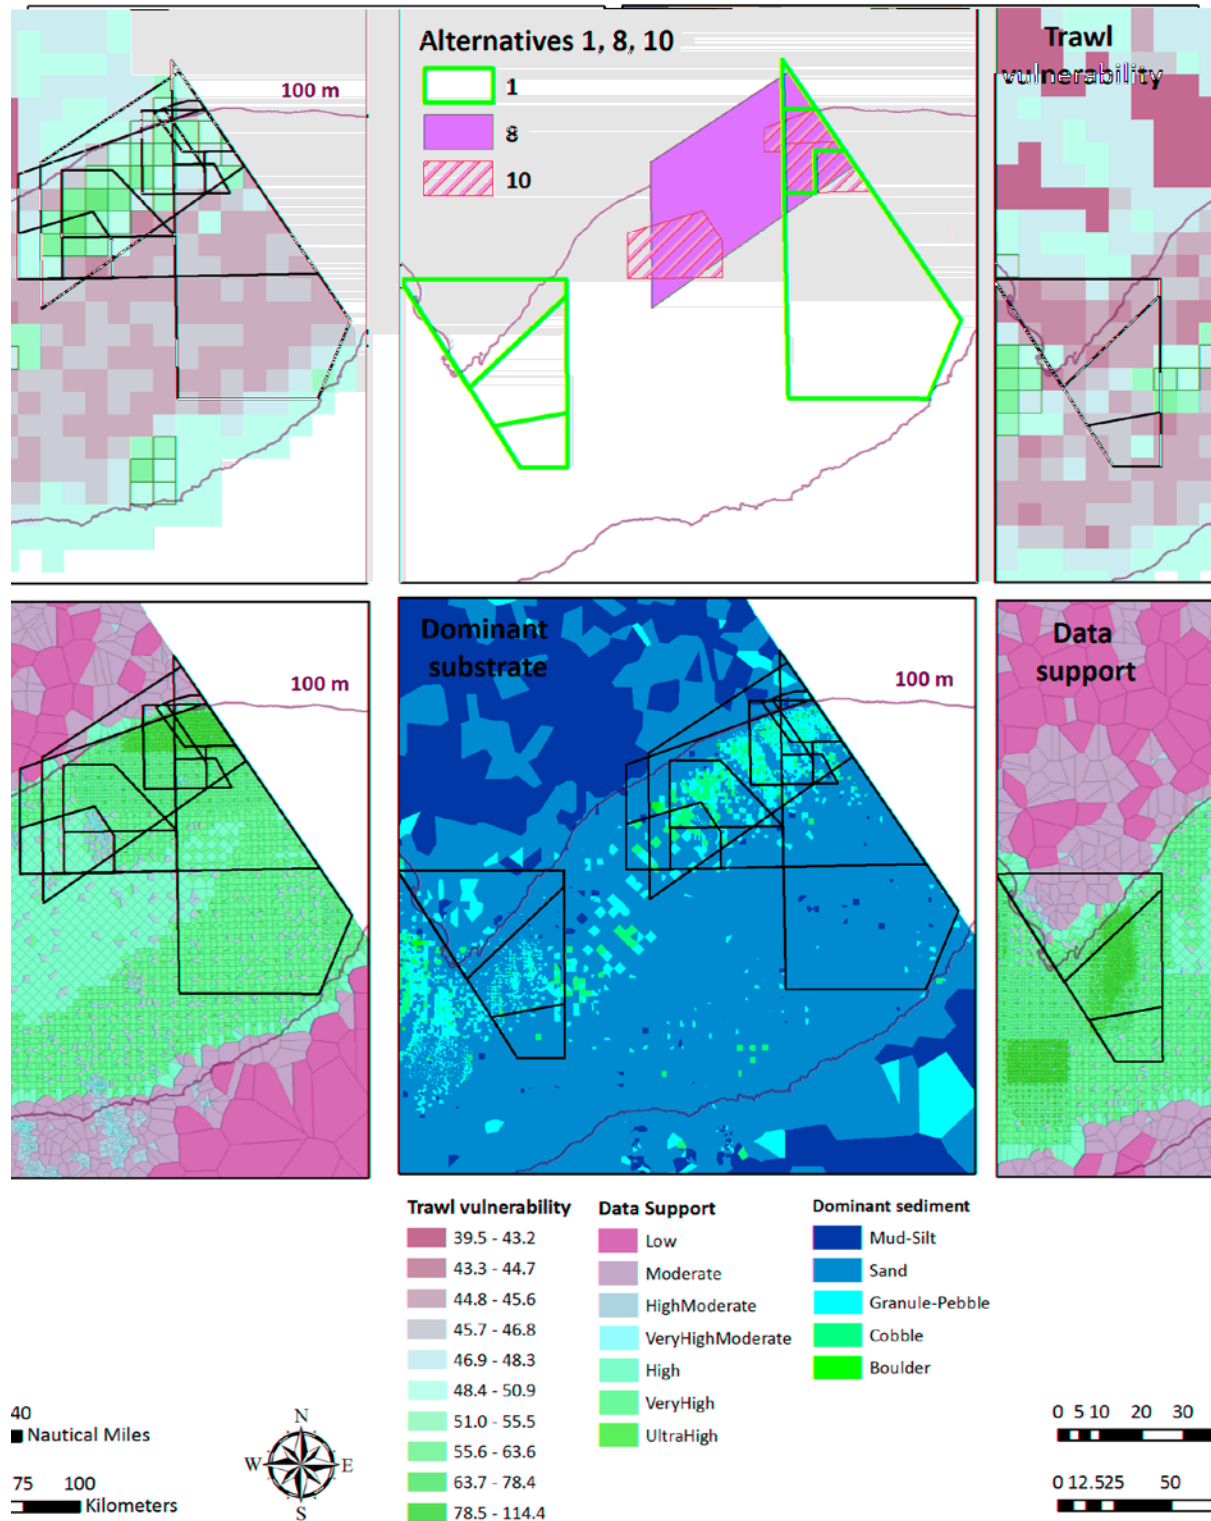 Alternatives 1, 8, 10
1
8
10
100 m
Trawl
vulnerability
Dominant
substrate
100 m
100 m
Data
support
Trawl vulnerability
39.5 - 43.2
43.3 - 44.7
44.8 - 45.6
45.7 - 46.8
46.9 - 48.3
48.4 - 50.9
51.0 - 55.5
55.6 - 63.6
63.7 - 78.4
78.5 - 114.4
Data Support
Low
Moderate
HighModerate
VeryHighModerate
High
VeryHigh
UltraHigh
Dominant sediment
Mud-Silt
Sand
Granule-Pebble
Cobble
Boulder
40
Nautical Miles
75 100
Kilometers
N
W E
S
0 5 10 20 30
0 12.525 50